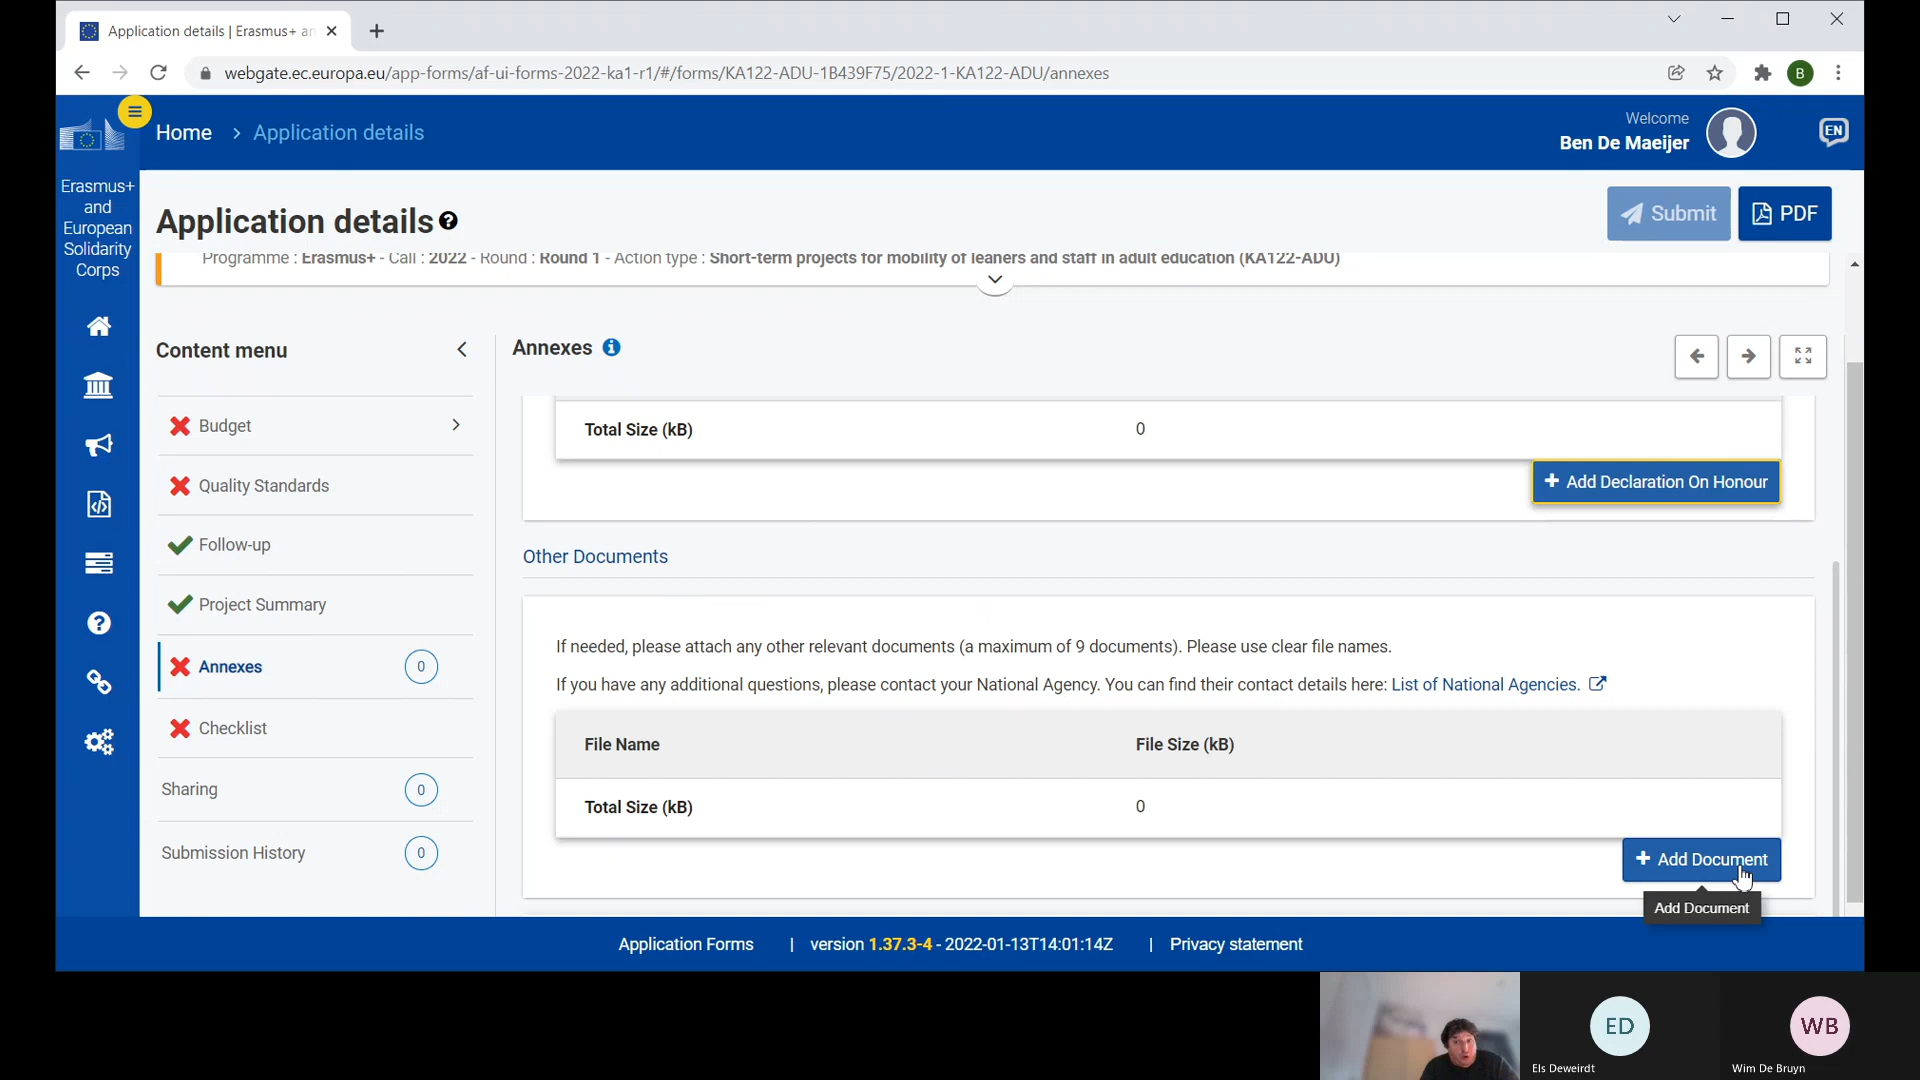 Application details | Erasmus+ an
webgate.ec.europa.eu/app-forms/af-ui-forms-2022-ka1-r1/#/forms/KA122-ADU-1B439F75/2022-1-KA122-ADU/annexes
B
Home > Application details
Welcome
Ben De Maeijer
EN
Erasmus+
and
European
Solidarity
Corps
Application details
Submit
PDF
Programme : Erasmus+ - Call : 2022 - Round : Round 1 - Action type : Short-term projects for mobility of leaners and staff in adult education (KA122-ADU)
Content menu
Budget
Quality Standards
Follow-up
Project Summary
Annexes 0
Checklist
Sharing 0
Submission History 0
Annexes
Total Size (kB) 0
+ Add Declaration On Honour
Other Documents
If needed, please attach any other relevant documents (a maximum of 9 documents). Please use clear file names.
If you have any additional questions, please contact your National Agency. You can find their contact details here: List of National Agencies.
File Name File Size (kB)
Total Size (kB) 0
+ Add Document
Add Document
Application Forms | version 1.37.3-4 - 2022-01-13T14:01:14Z | Privacy statement
ED
Els Deweirdt
WB
Wim De Bruyn